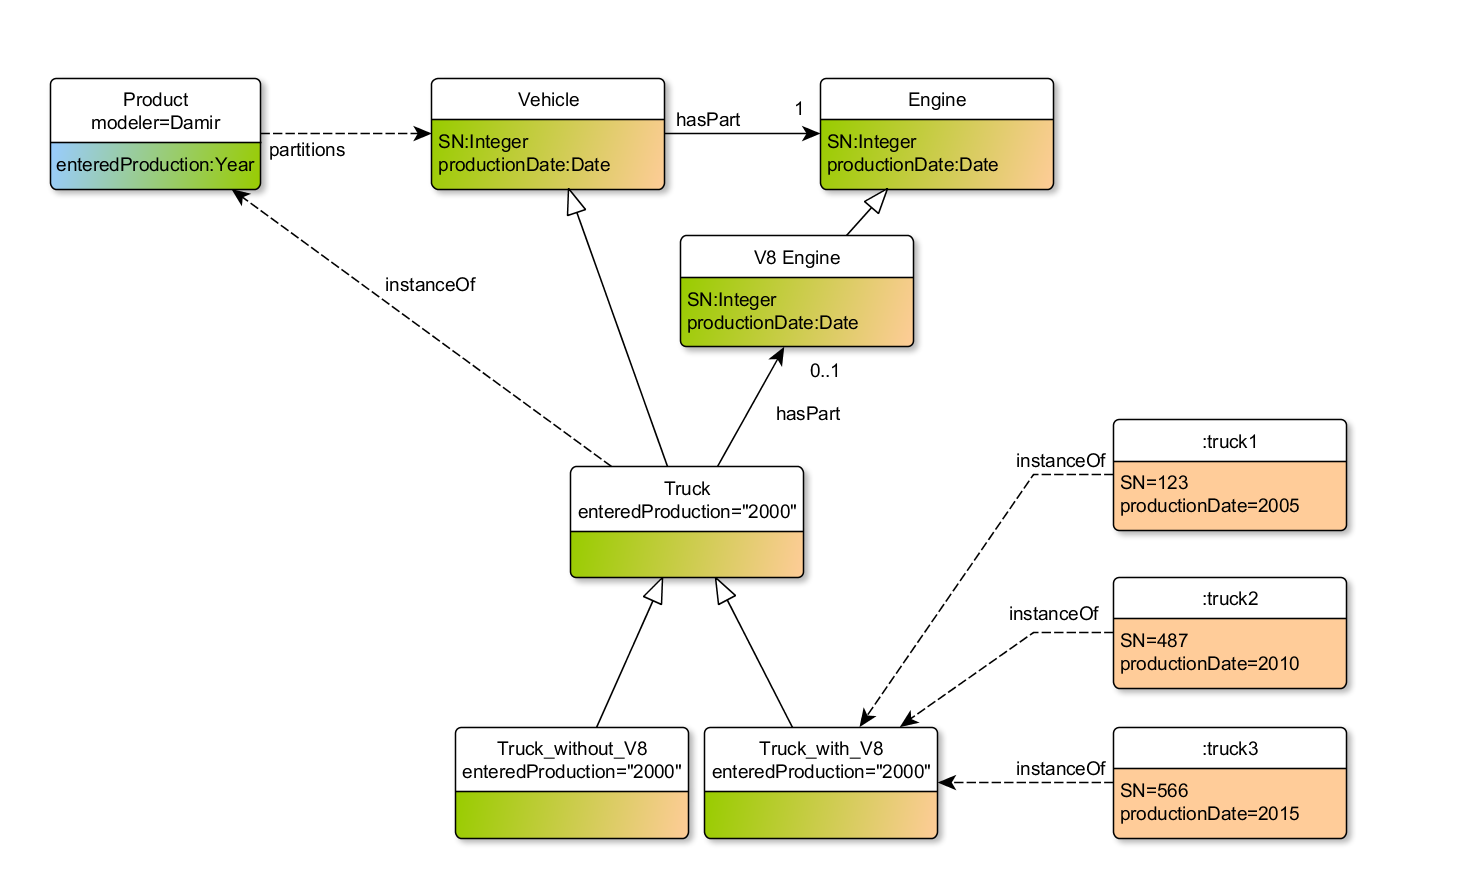 Product
modeler=Damir
enteredProduction:Year
partitions
Vehicle
SN:Integer
productionDate:Date
hasPart
1
Engine
SN:Integer
productionDate:Date
V8 Engine
SN:Integer
productionDate:Date
instanceOf
0..1
hasPart
Truck
enteredProduction="2000"
instanceOf
:truck1
SN=123
productionDate=2005
instanceOf
:truck2
SN=487
productionDate=2010
Truck_without_V8
enteredProduction="2000"
Truck_with_V8
enteredProduction="2000"
instanceOf
:truck3
SN=566
productionDate=2015